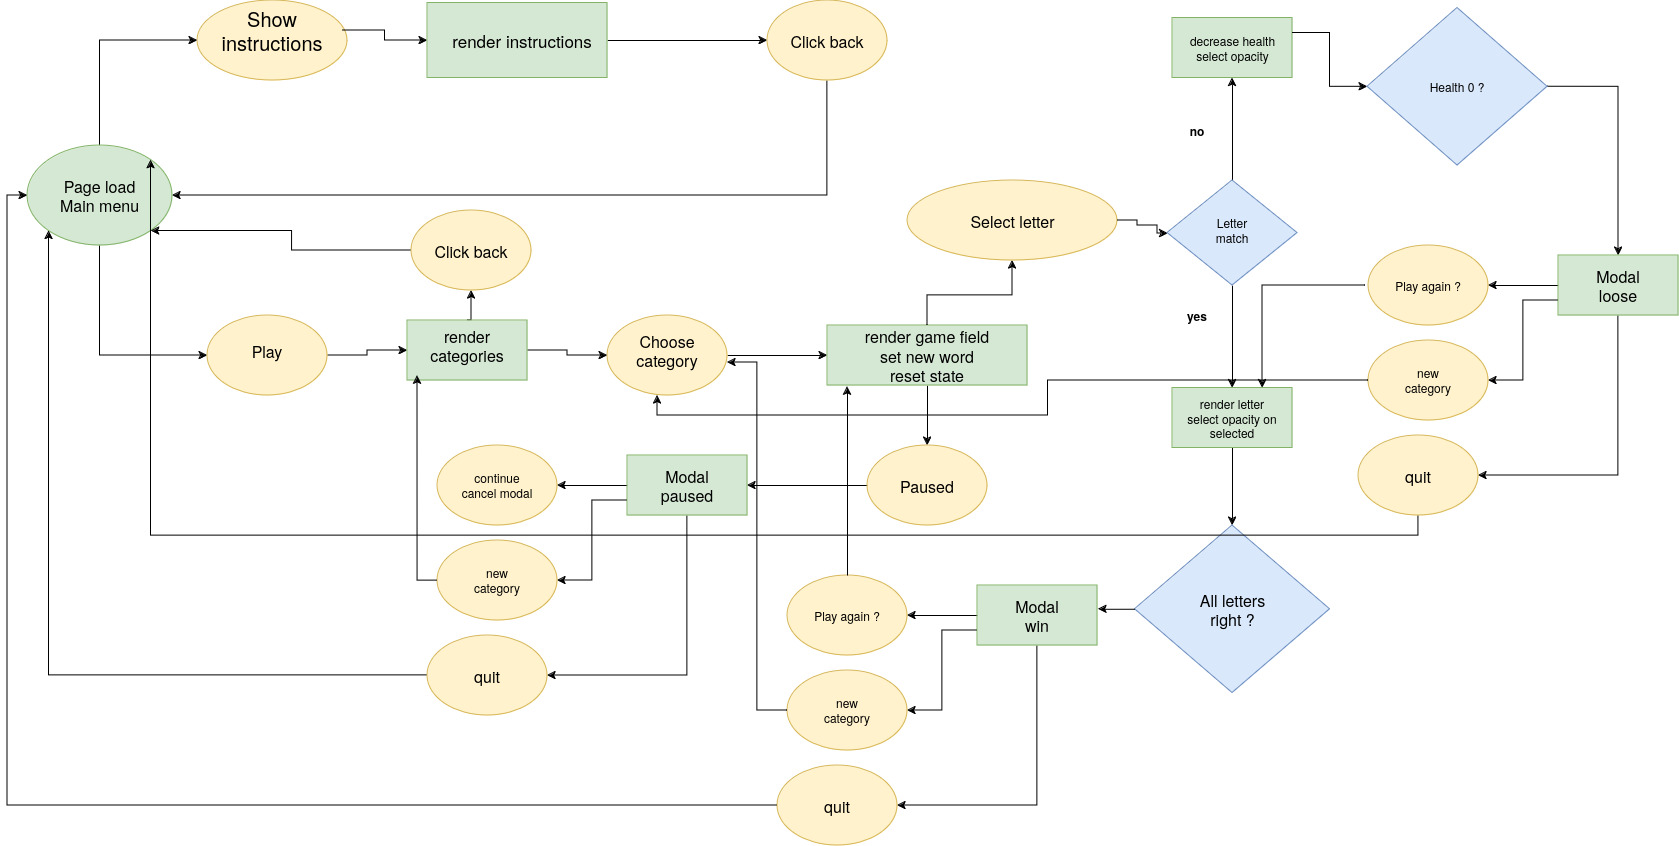 Show
instructions
render instructions
Click back
decrease health
select opacity
Health 0 ?
no
Page load
Main menu
Click back
Select letter
Letter
match
yes
Play again ?
Modal
loose
Play
render
categories
Choose
category
render game field
set new word
reset state
new
category
render letter
select opacity on
selected
continue
cancel modal
Modal
paused
Paused
quit
new
category
Play again ?
Modal
win
All letters
right ?
quit
new
category
quit